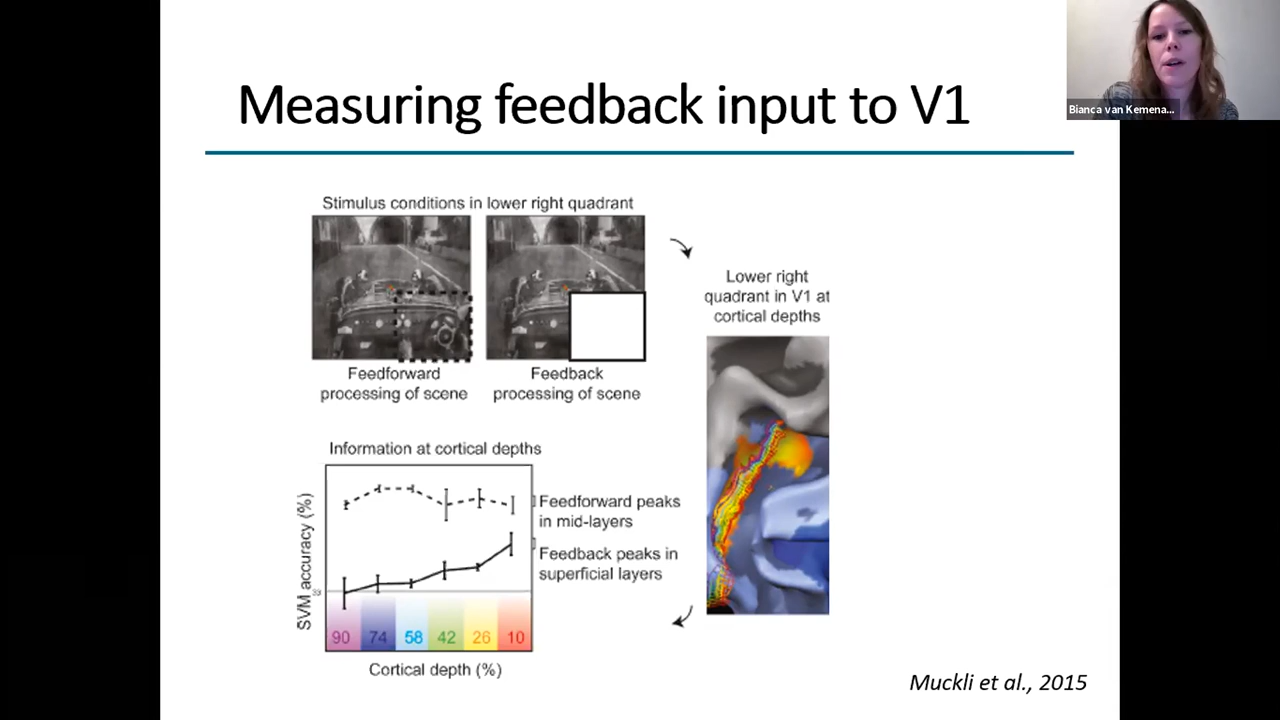 Measuring feedback input to V1
Bianca van Kemena...
Stimulus conditions in lower right quadrant
Feedforward
processing of scene
Feedback
processing of scene
Lower right
quadrant in V1 at
cortical depths
Information at cortical depths
SVM accuracy (%)
33
Feedforward peaks
in mid-layers
Feedback peaks in
superficial layers
90 74 58 42 26 10
Cortical depth (%)
Muckli et al., 2015